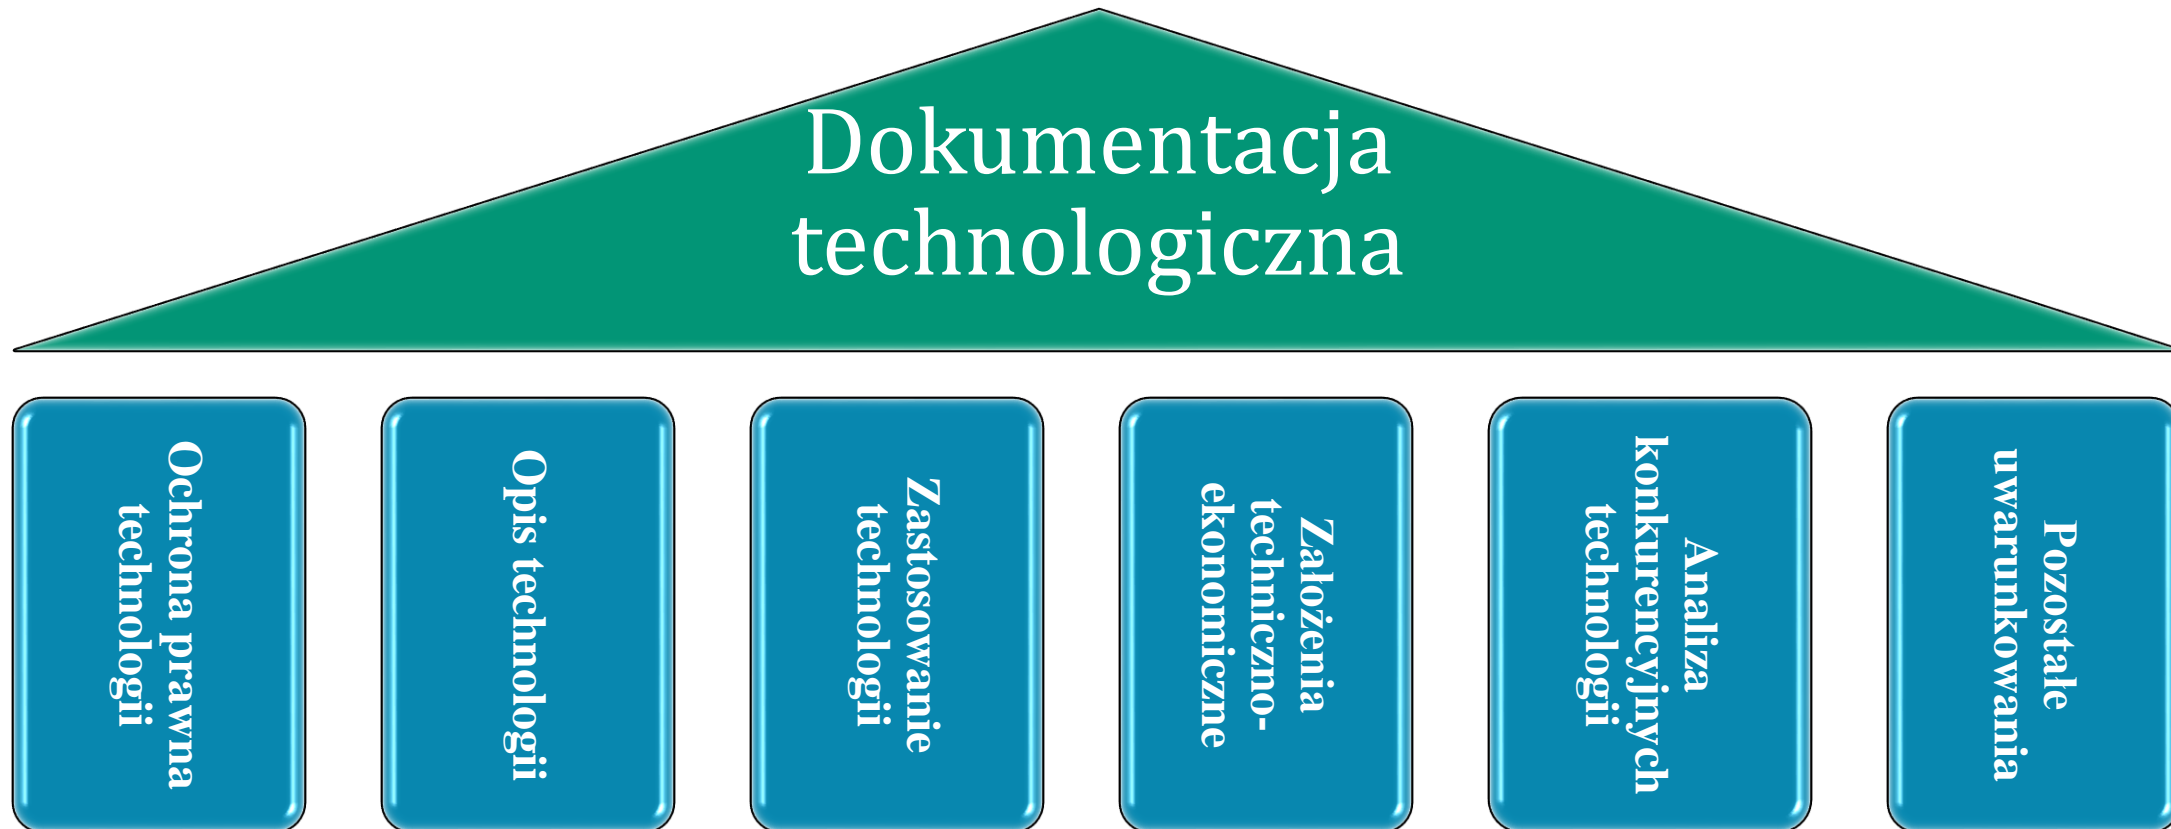 Dokumentacja
technologiczna
Ochrona prawna
technologii
Opis technologii
Zastosowanie
technologii
Założenia
techniczno-
ekonomiczne
Analiza
konkurencyjnych
technologii
Pozostałe
uwarunkowania